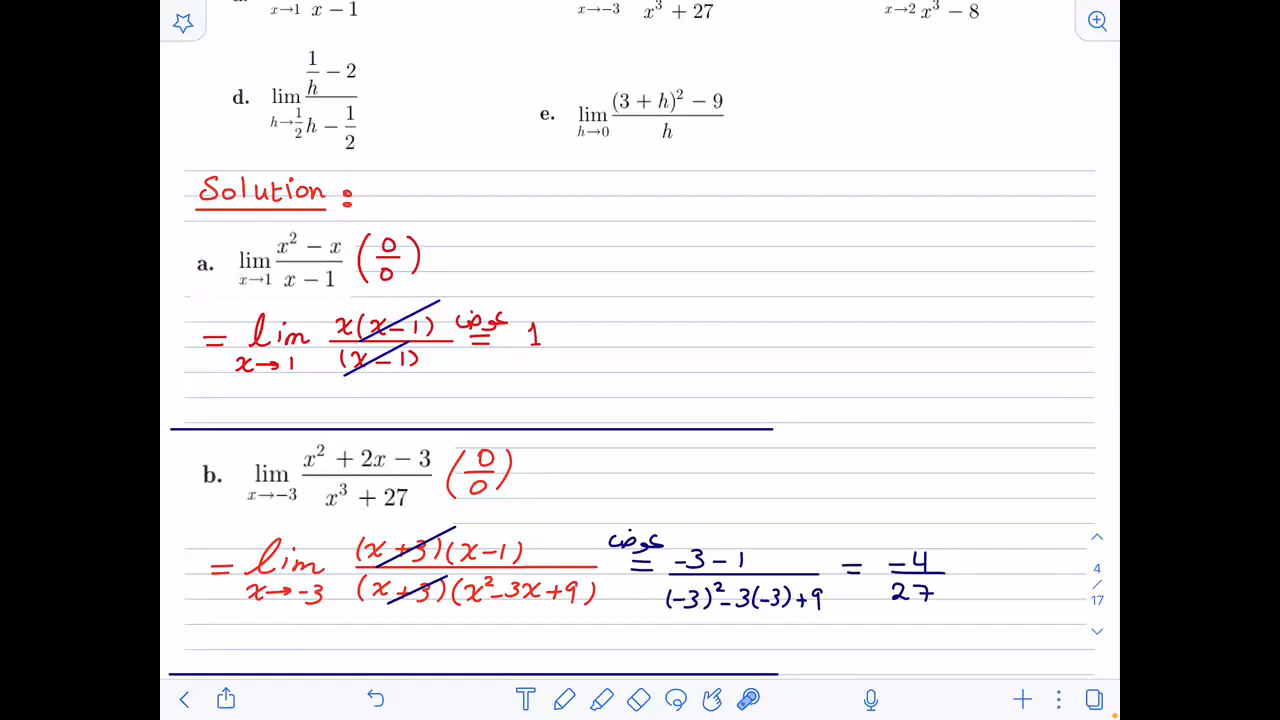 lim x→1 x − 1 lim x→−3 x³ + 27 lim x→2 x³ − 8
d. lim h→1/2 (1/h − 2)/(h − 1/2) e. lim h→0 ((3 + h)² − 9)/h
Solution :
a. lim x→1 (x² − x)/(x − 1) (0/0)
= lim x→1 x(x−1)/(x−1) عوض = 1
b. lim x→−3 (x² + 2x − 3)/(x³ + 27) (0/0)
= lim x→−3 (x+3)(x−1)/(x+3)(x²−3x+9) عوض = (−3−1)/((−3)²−3(−3)+9) = −4/27
4 / 17
T